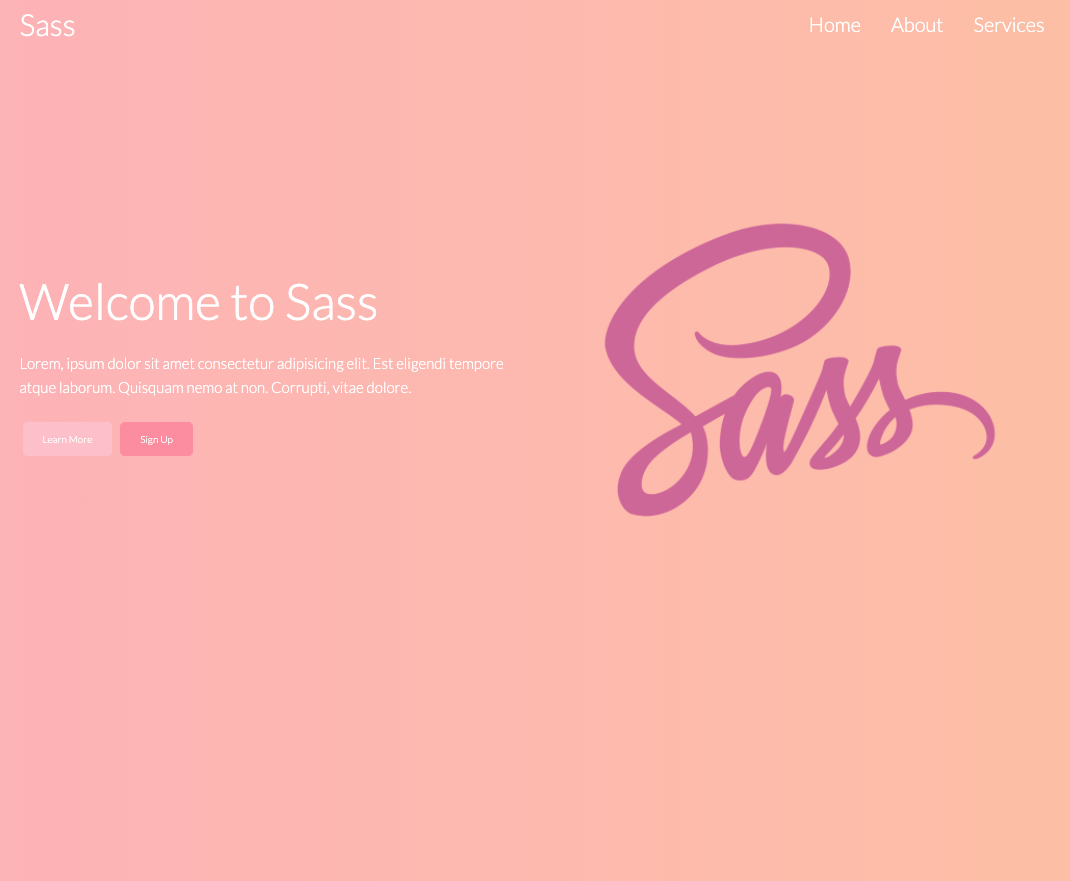 Sass
Home About Services
Welcome to Sass
Lorem, ipsum dolor sit amet consectetur adipisicing elit. Est eligendi tempore
atque laborum. Quisquam nemo at non. Corrupti, vitae dolore.
Learn More Sign Up
Sass